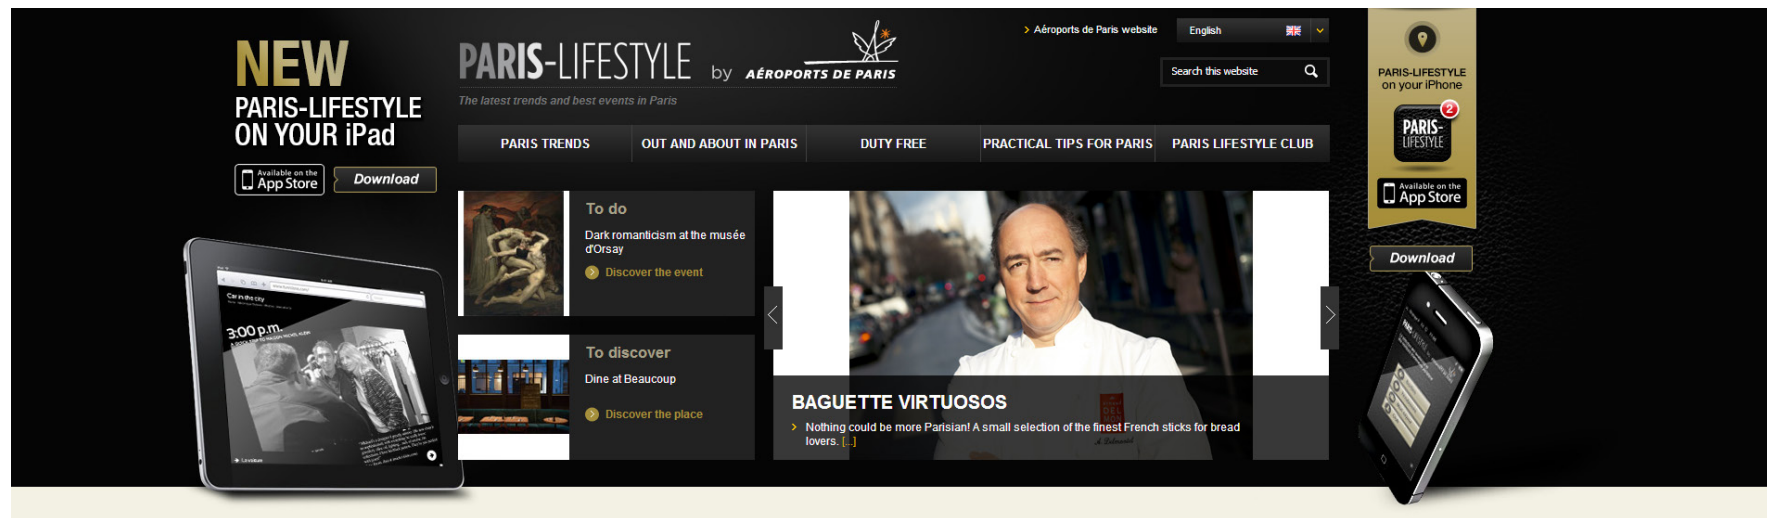 NEW
PARIS-LIFESTYLE
ON YOUR iPad
Available on the
App Store
Download
PARIS-LIFESTYLE by AÉROPORTS DE PARIS
The latest trends and best events in Paris
Aéroports de Paris website
English
Search this website
PARIS TRENDS
OUT AND ABOUT IN PARIS
DUTY FREE
PRACTICAL TIPS FOR PARIS
PARIS LIFESTYLE CLUB
To do
Dark romanticism at the musée
d'Orsay
Discover the event
To discover
Dine at Beaucoup
Discover the place
BAGUETTE VIRTUOSOS
Nothing could be more Parisian! A small selection of the finest French sticks for bread
lovers. [...]
PARIS-LIFESTYLE
on your iPhone
2
PARIS-
LIFESTYLE
Available on the
App Store
Download
Car in the city
3:00 p.m.